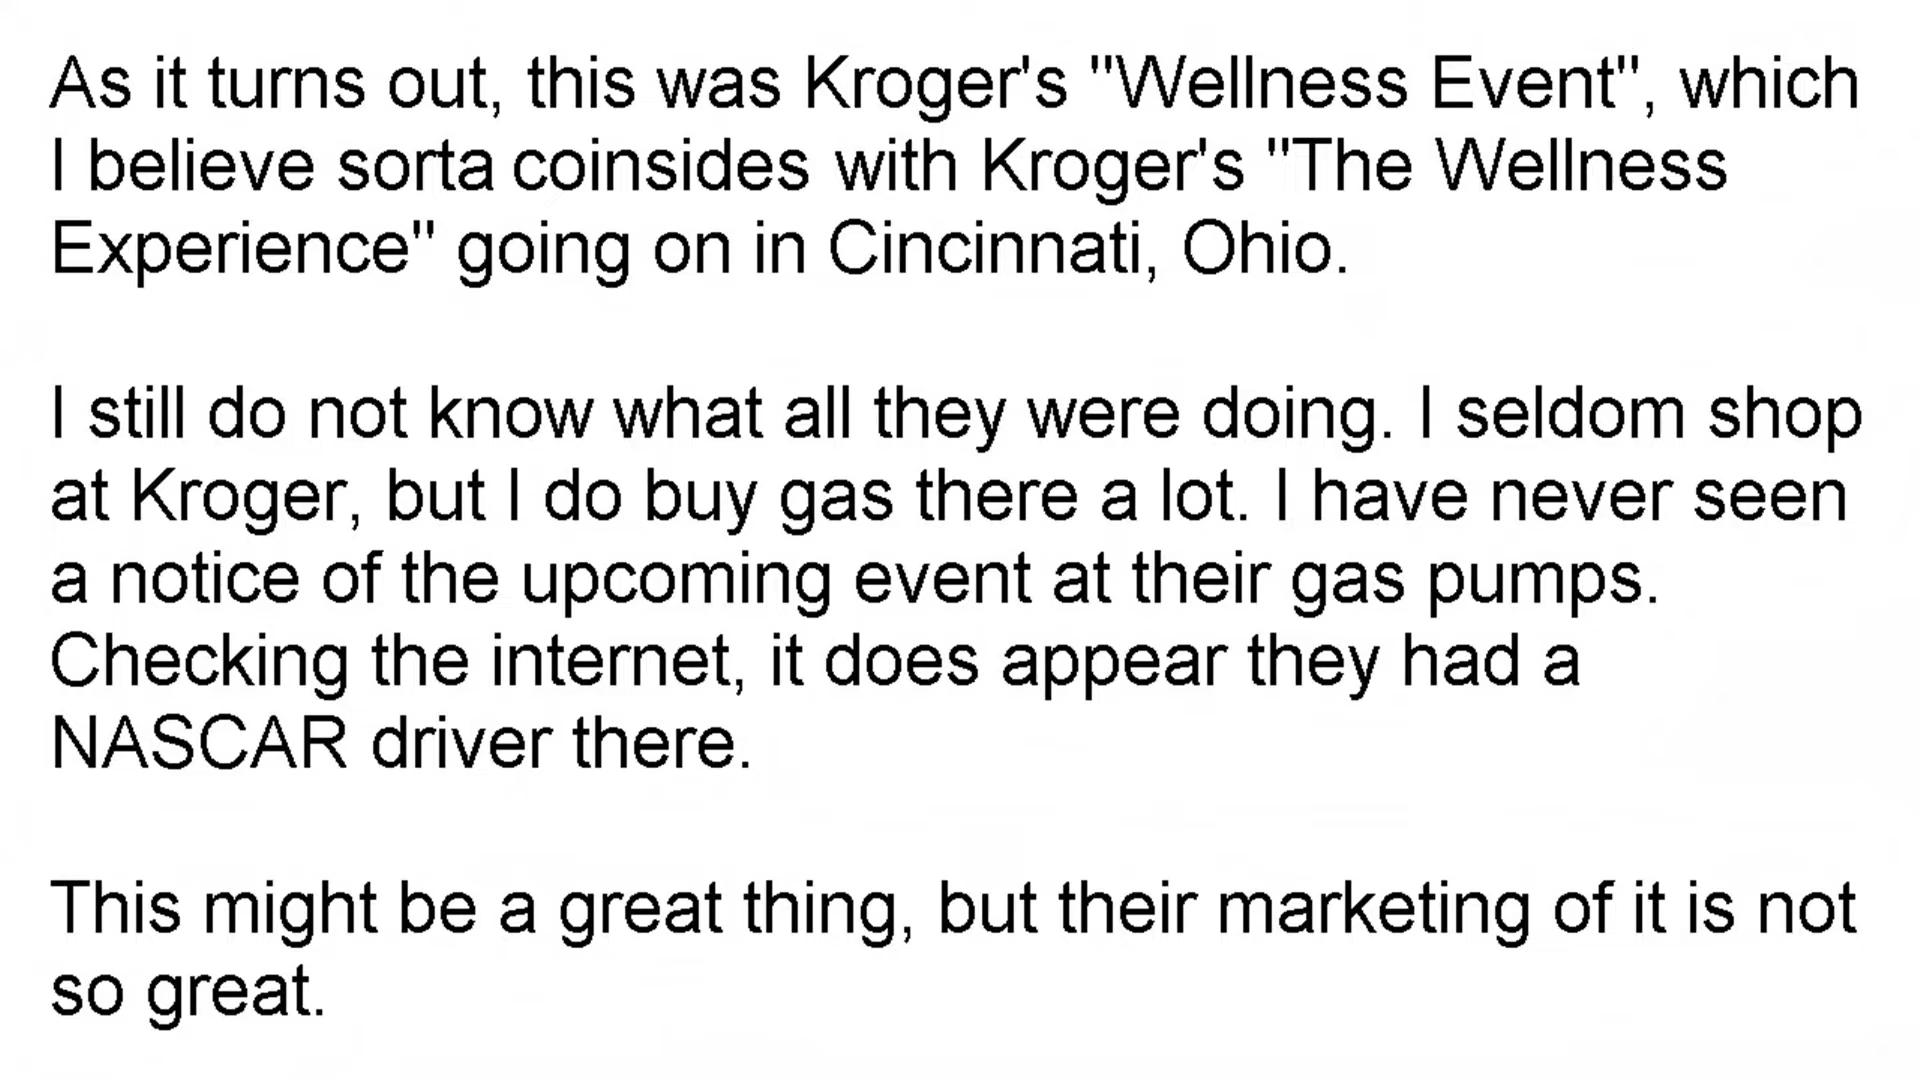 As it turns out, this was Kroger's "Wellness Event", which
I believe sorta coinsides with Kroger's "The Wellness
Experience" going on in Cincinnati, Ohio.
I still do not know what all they were doing. I seldom shop
at Kroger, but I do buy gas there a lot. I have never seen
a notice of the upcoming event at their gas pumps.
Checking the internet, it does appear they had a
NASCAR driver there.
This might be a great thing, but their marketing of it is not
so great.